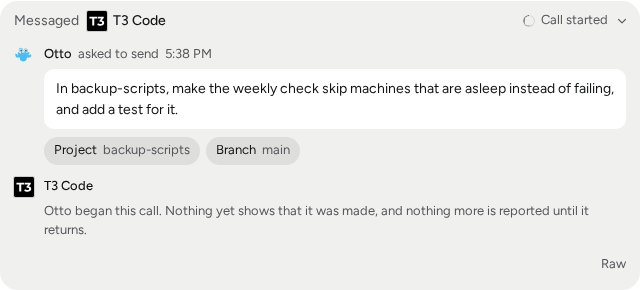 Messaged T3 T3 Code Call started
Otto asked to send 5:38 PM
In backup-scripts, make the weekly check skip machines that are asleep instead of failing,
and add a test for it.
Project backup-scripts Branch main
T3 T3 Code
Otto began this call. Nothing yet shows that it was made, and nothing more is reported until it
returns.
Raw